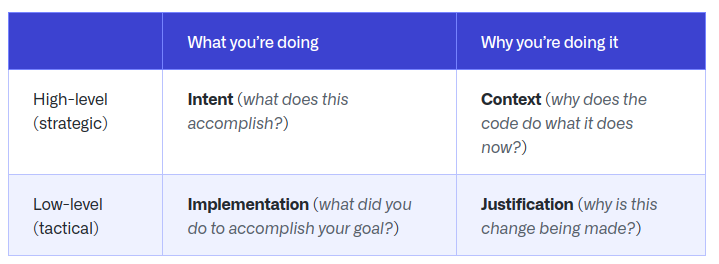 What you’re doing
Why you’re doing it
High-level
(strategic)
Intent (what does this
accomplish?)
Context (why does the
code do what it does
now?)
Low-level
(tactical)
Implementation (what did you
do to accomplish your goal?)
Justification (why is this
change being made?)